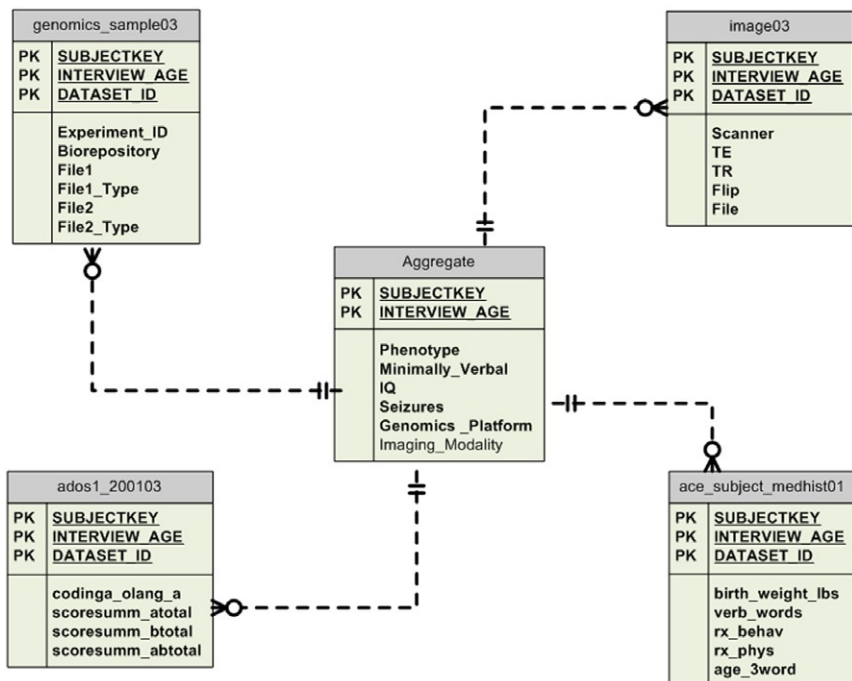 genomics_sample03
PK SUBJECTKEY
PK INTERVIEW_AGE
PK DATASET_ID
Experiment_ID
Biorepository
File1
File1_Type
File2
File2_Type
image03
PK SUBJECTKEY
PK INTERVIEW_AGE
PK DATASET_ID
Scanner
TE
TR
Flip
File
Aggregate
PK SUBJECTKEY
PK INTERVIEW_AGE
Phenotype
Minimally_Verbal
IQ
Seizures
Genomics _Platform
Imaging_Modality
ados1_200103
PK SUBJECTKEY
PK INTERVIEW_AGE
PK DATASET_ID
codinga_olang_a
scoresumm_atotal
scoresumm_btotal
scoresumm_abtotal
ace_subject_medhist01
PK SUBJECTKEY
PK INTERVIEW_AGE
PK DATASET_ID
birth_weight_lbs
verb_words
rx_behav
rx_phys
age_3word